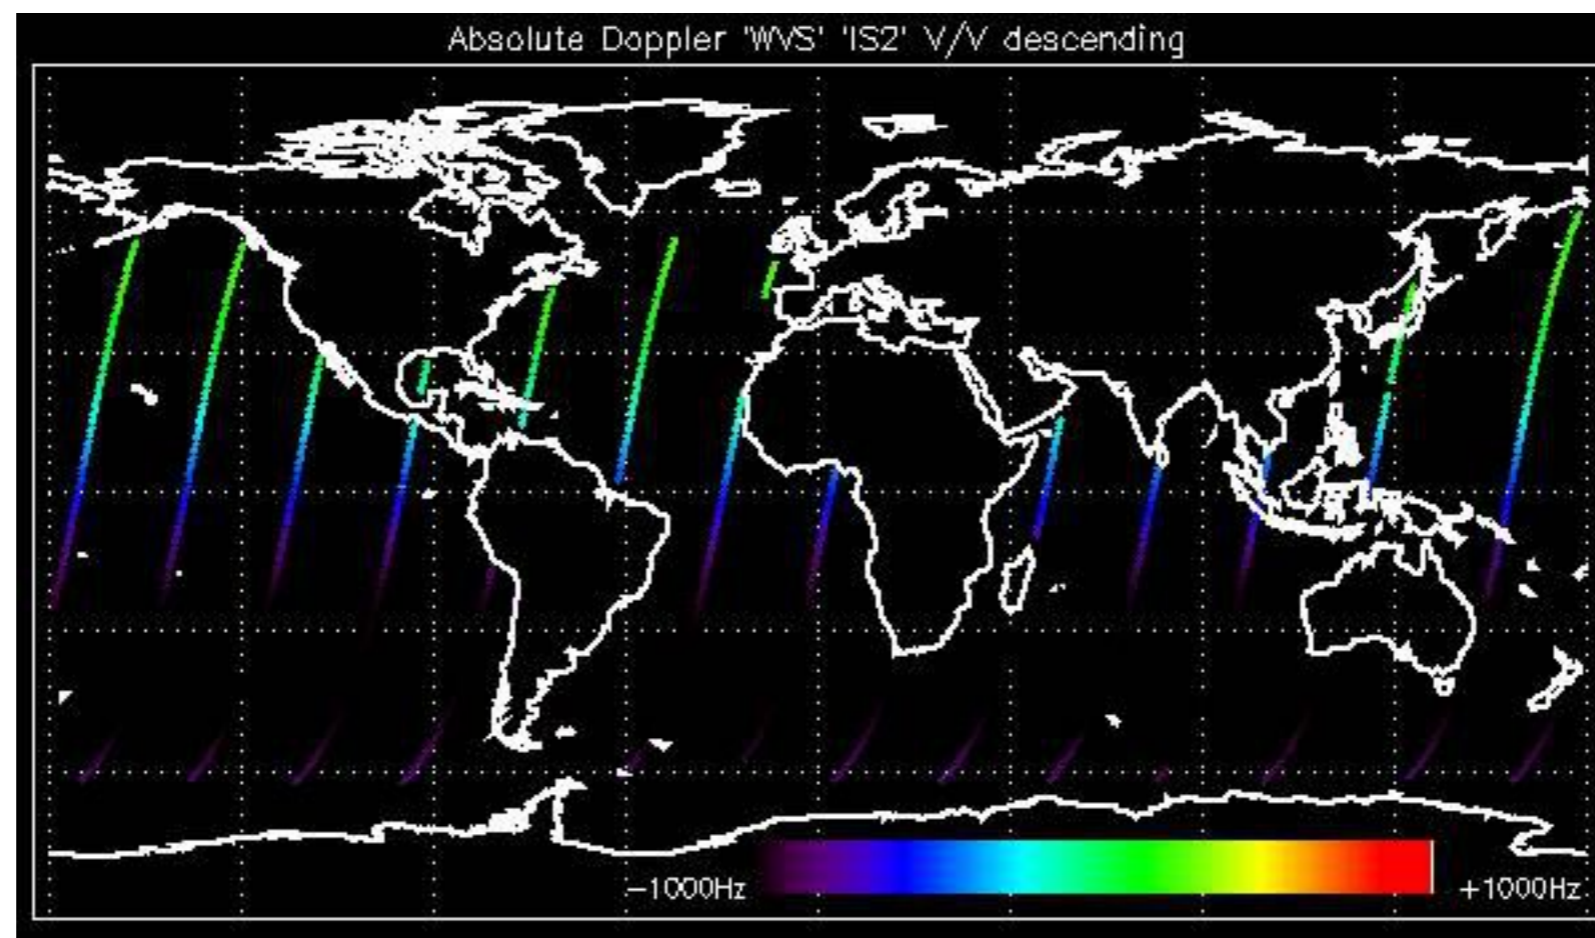 Absolute Doppler 'WVS' 'IS2' V/V descending
−1000Hz +1000Hz